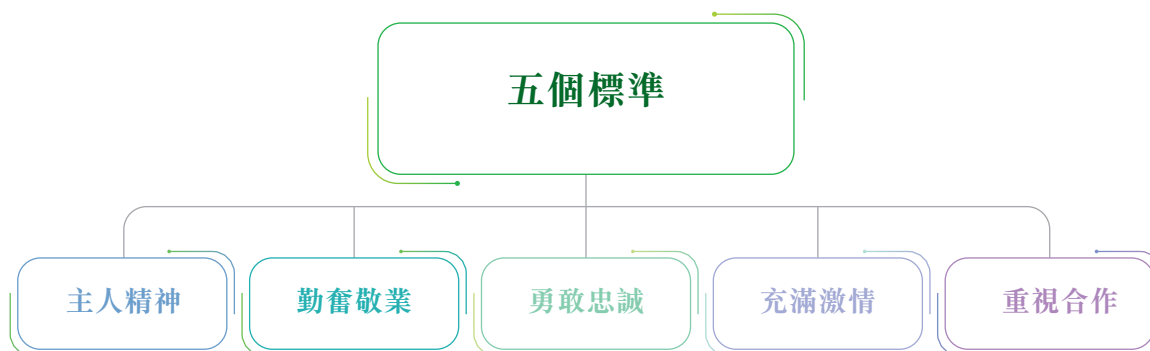 五個標準
主人精神
勤奮敬業
勇敢忠誠
充滿激情
重視合作